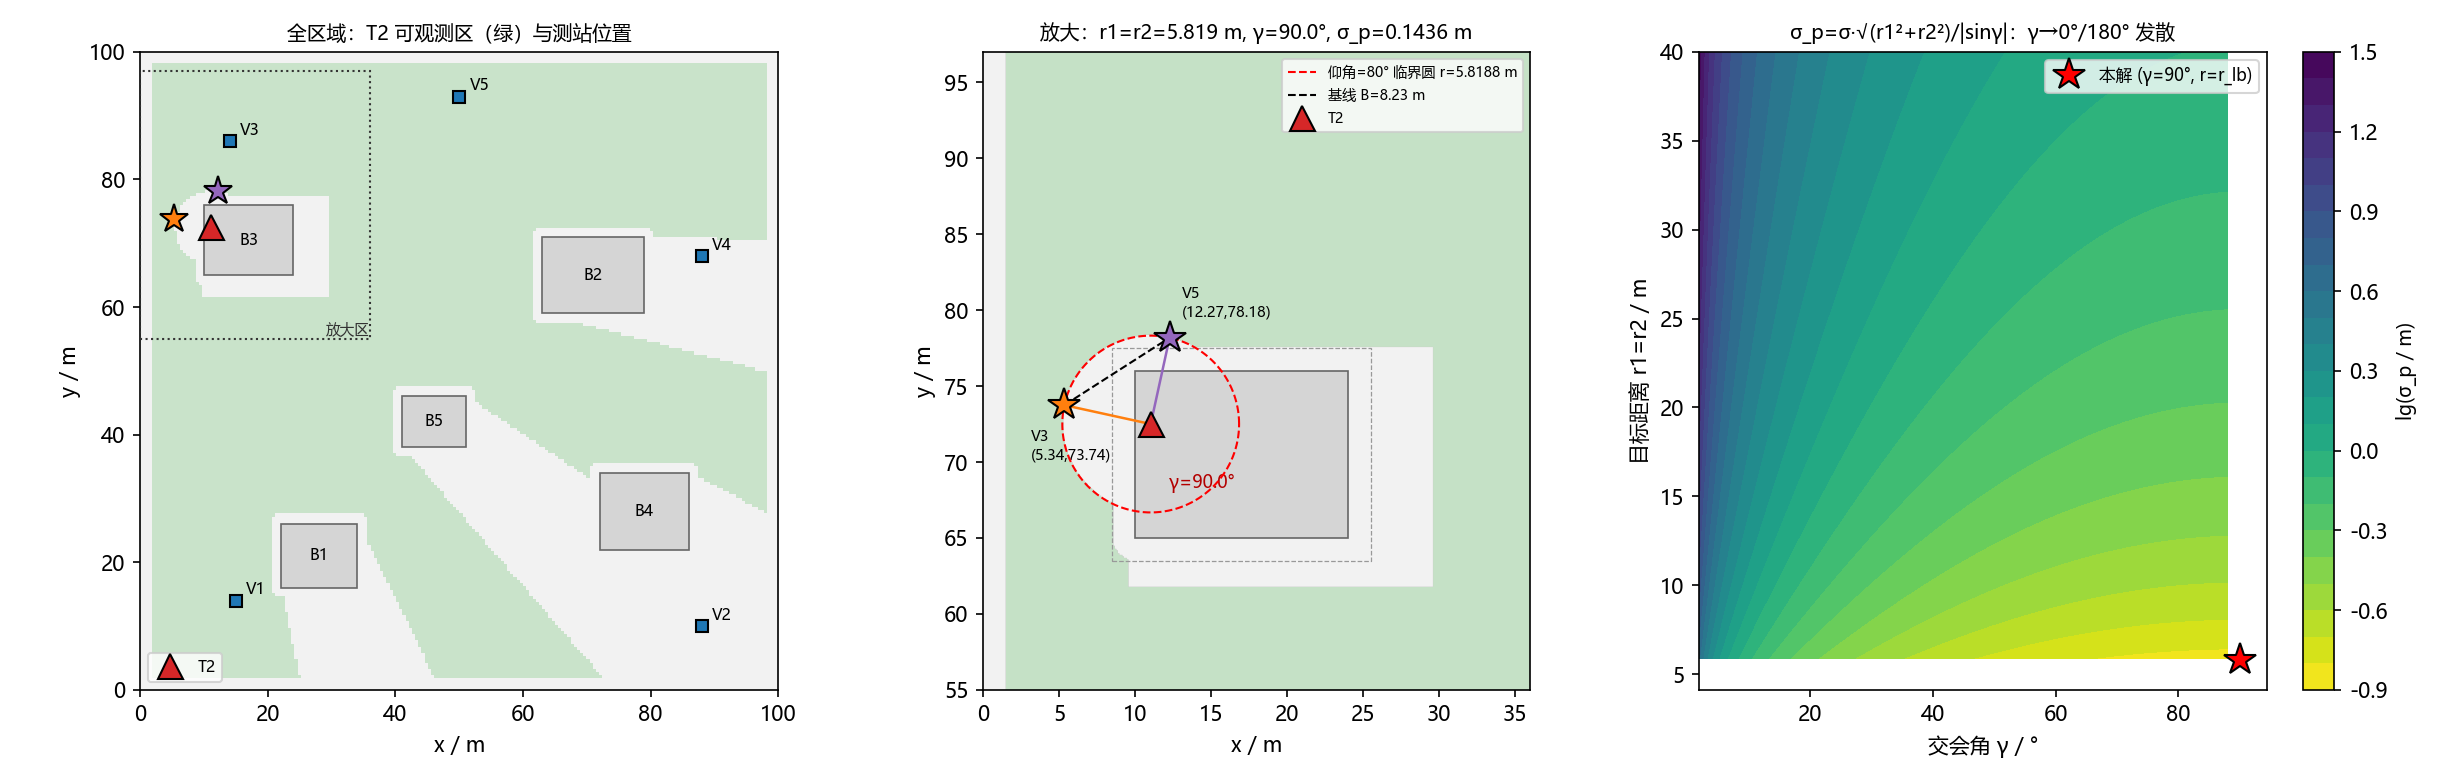 全区域：T2 可观测区（绿）与测站位置
100
80
60
40
20
0
y / m
0
20
40
60
80
100
x / m
V5
V3
B3
V4
B2
放大区
B5
B4
B1
V1
V2
T2
放大：r1=r2=5.819 m, γ=90.0°, σ_p=0.1436 m
95
90
85
80
75
70
65
60
55
y / m
0
5
10
15
20
25
30
35
x / m
仰角=80° 临界圆 r=5.8188 m
基线 B=8.23 m
T2
V5
(12.27,78.18)
V3
(5.34,73.74)
γ=90.0°
σ_p=σ·√(r1²+r2²)/|sinγ|：γ→0°/180° 发散
40
35
30
25
20
15
10
5
目标距离 r1=r2 / m
20
40
60
80
交会角 γ / °
本解 (γ=90°, r=r_lb)
1.5
1.2
0.9
0.6
0.3
0.0
-0.3
-0.6
-0.9
lg(σ_p / m)